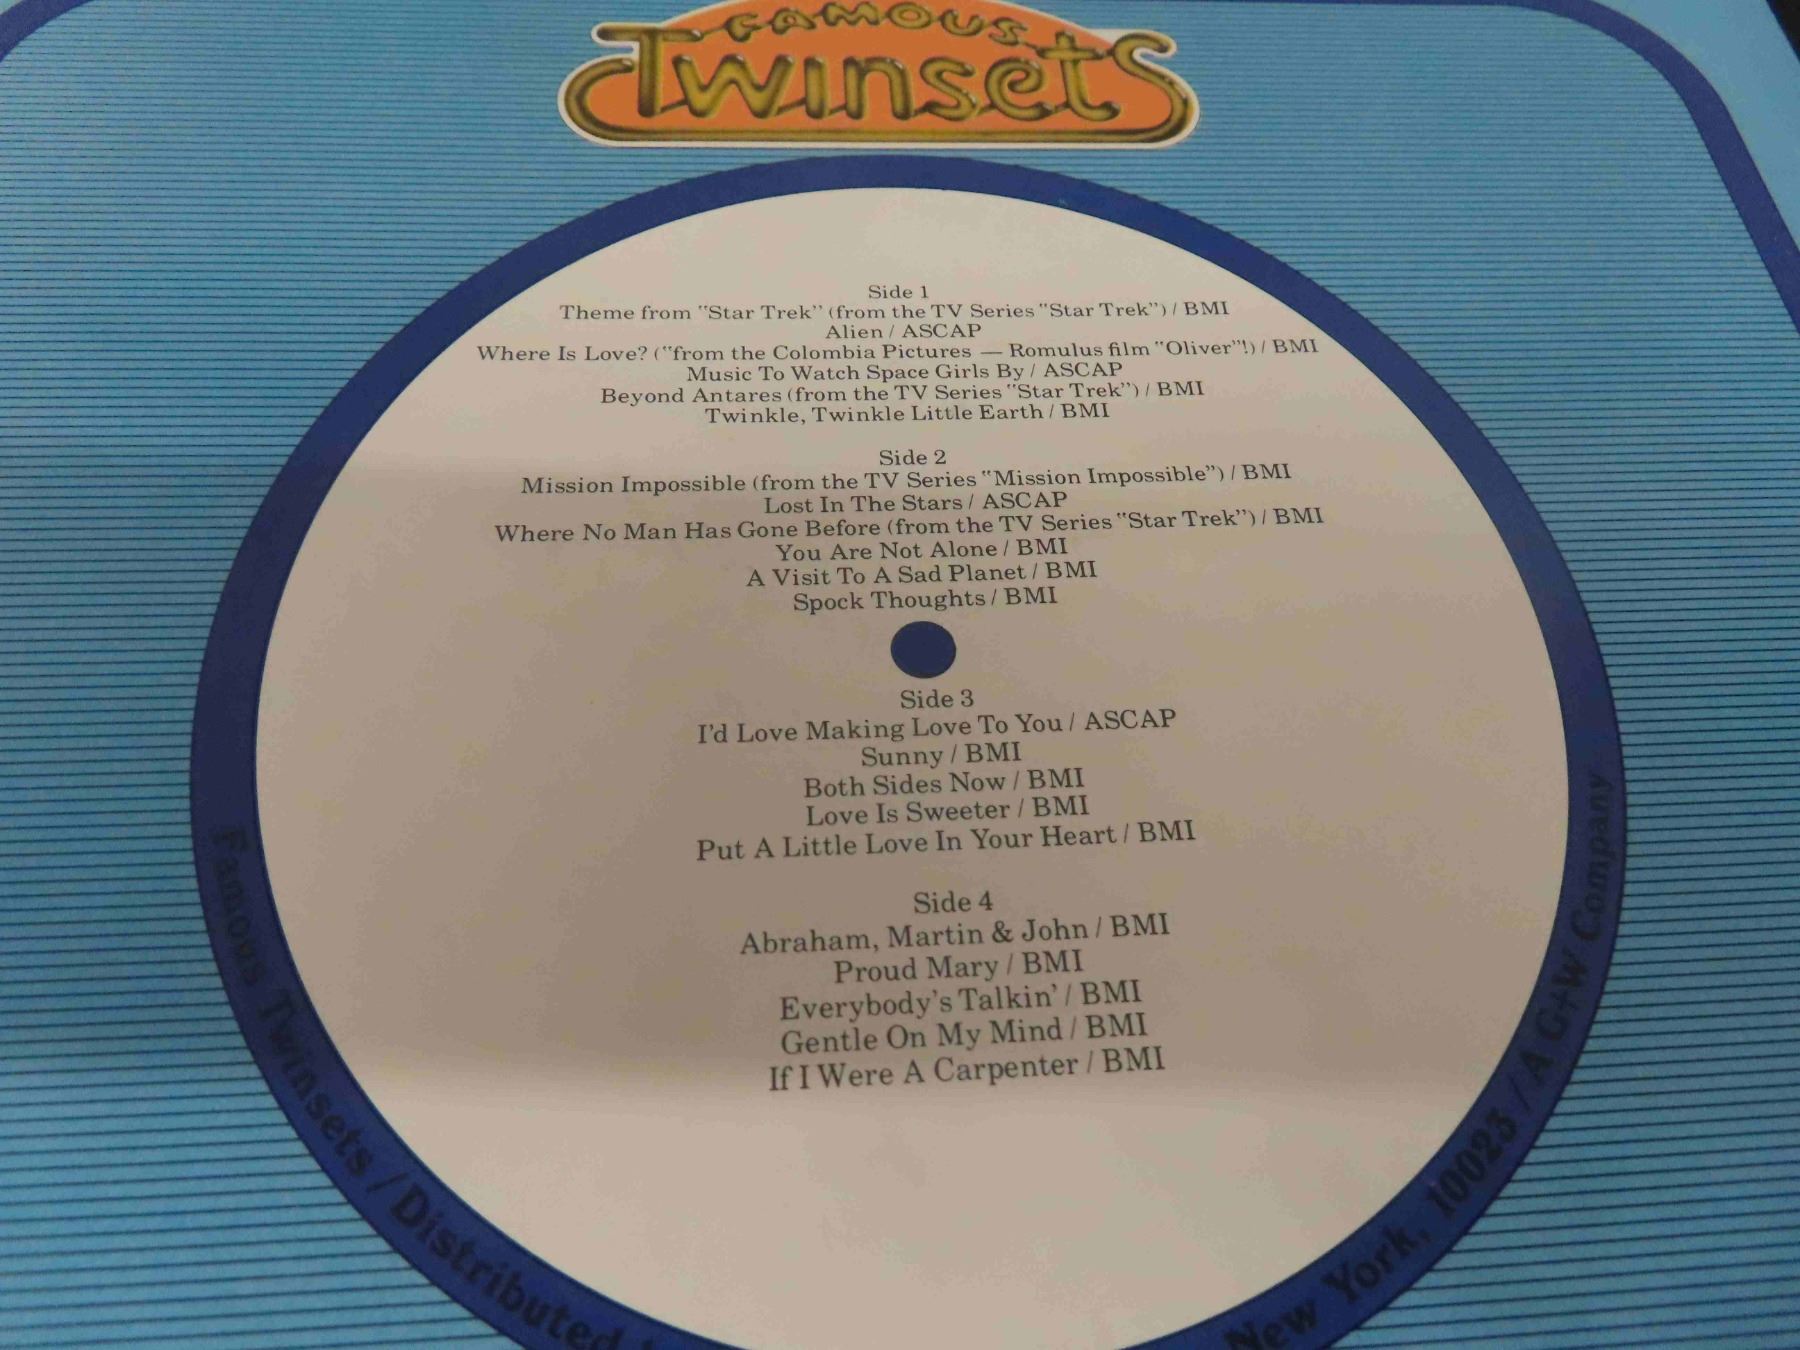 FAMOUS
Twinsets
Side 1
Theme from "Star Trek" (from the TV Series "Star Trek") / BMI
Alien / ASCAP
Where Is Love? ("from the Colombia Pictures — Romulus film "Oliver"!) / BMI
Music To Watch Space Girls By / ASCAP
Beyond Antares (from the TV Series "Star Trek") / BMI
Twinkle, Twinkle Little Earth / BMI
Side 2
Mission Impossible (from the TV Series "Mission Impossible") / BMI
Lost In The Stars / ASCAP
Where No Man Has Gone Before (from the TV Series "Star Trek") / BMI
You Are Not Alone / BMI
A Visit To A Sad Planet / BMI
Spock Thoughts / BMI
Side 3
I'd Love Making Love To You / ASCAP
Sunny / BMI
Both Sides Now / BMI
Love Is Sweeter / BMI
Put A Little Love In Your Heart / BMI
Side 4
Abraham, Martin & John / BMI
Proud Mary / BMI
Everybody's Talkin' / BMI
Gentle On My Mind / BMI
If I Were A Carpenter / BMI
Famous Twinsets / Distributed
New York, 10023 / A G+W Company